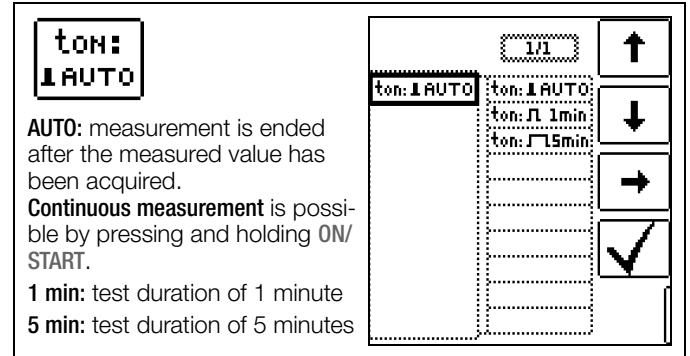 ton:
AUTO
AUTO: measurement is ended
after the measured value has
been acquired.
Continuous measurement is possi-
ble by pressing and holding ON/
START.
1 min: test duration of 1 minute
5 min: test duration of 5 minutes
1/1
ton: AUTO
ton: AUTO
ton: 1min
ton: 5min